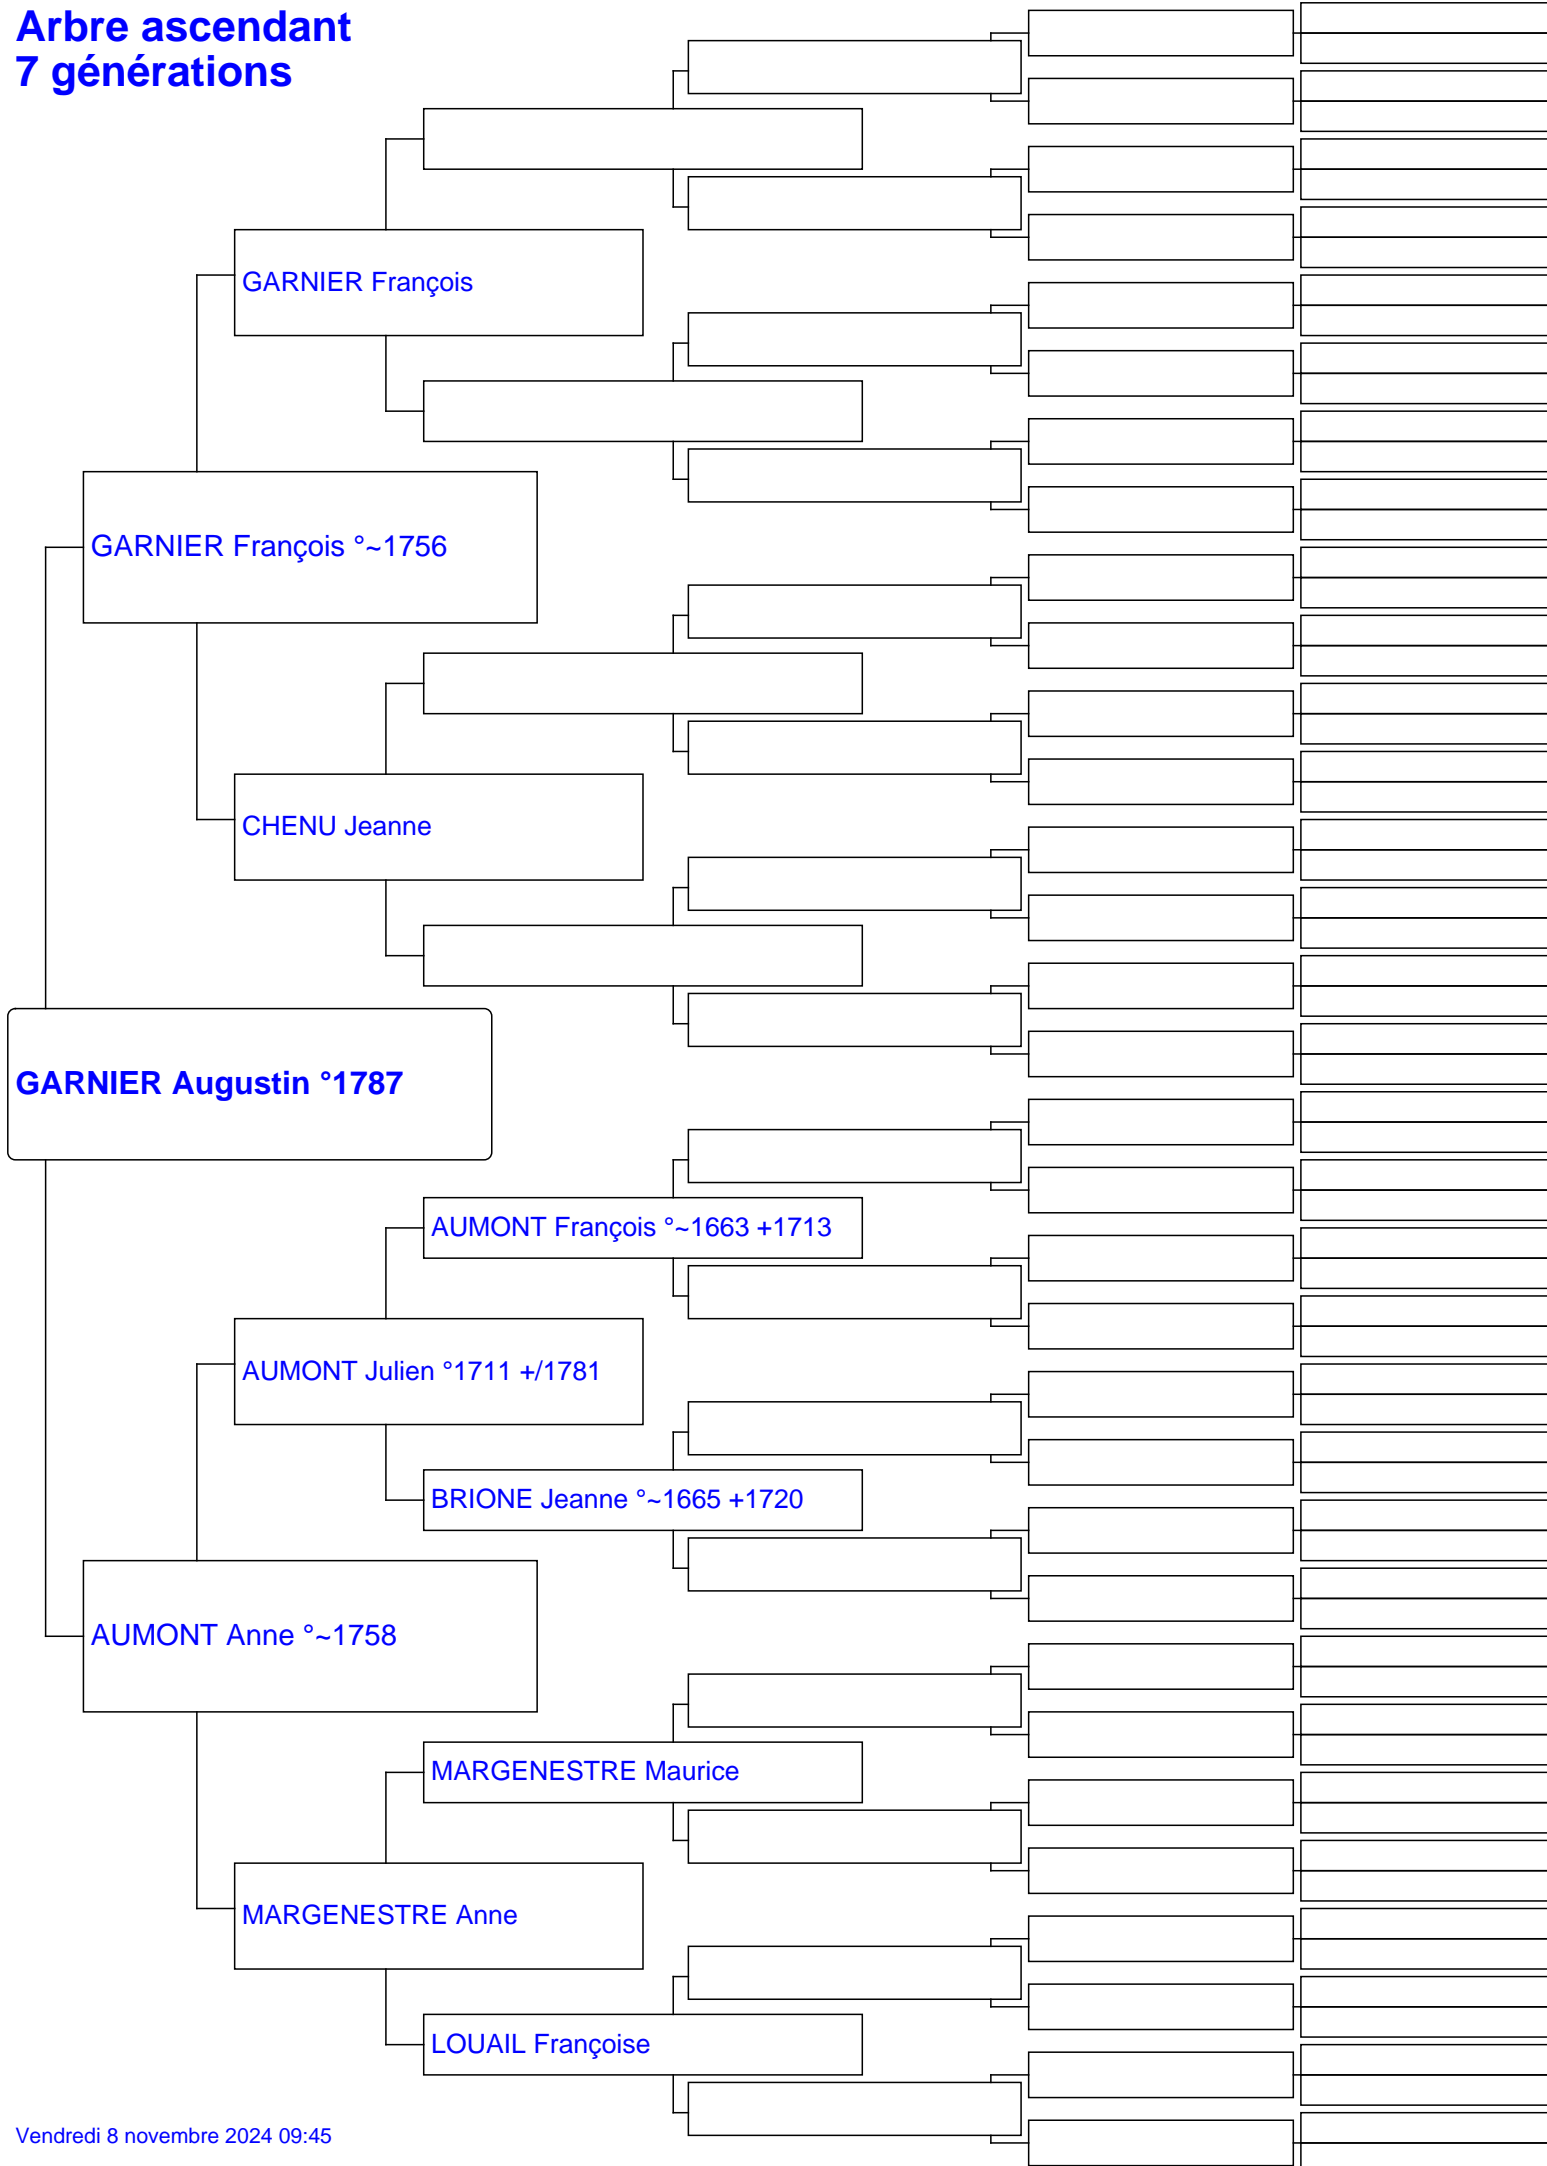 Arbre ascendant
7 générations
GARNIER François
GARNIER François °~1756
CHENU Jeanne
GARNIER Augustin °1787
AUMONT François °~1663 +1713
AUMONT Julien °1711 +/1781
BRIONE Jeanne °~1665 +1720
AUMONT Anne °~1758
MARGENESTRE Maurice
MARGENESTRE Anne
LOUAIL Françoise
Vendredi 8 novembre 2024 09:45